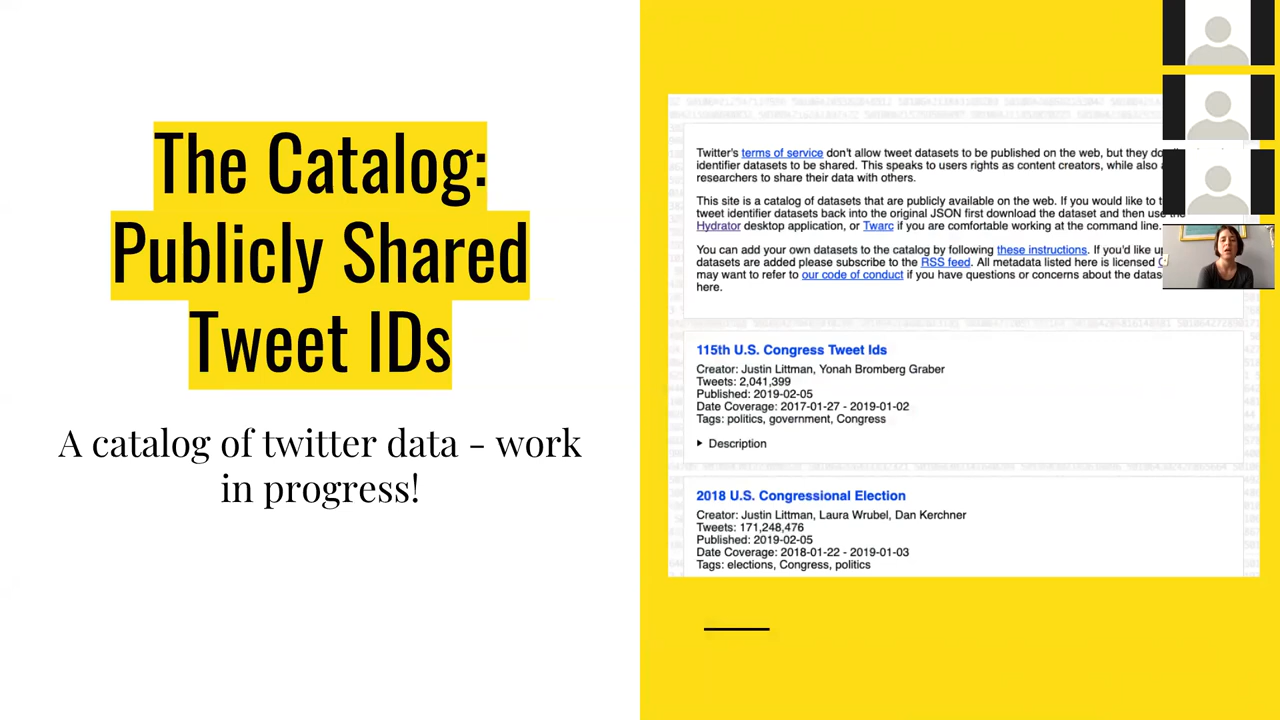 The Catalog:
Publicly Shared
Tweet IDs
A catalog of twitter data - work
in progress!
Twitter's terms of service don't allow tweet datasets to be published on the web, but they do
identifier datasets to be shared. This speaks to users rights as content creators, while also
researchers to share their data with others.
This site is a catalog of datasets that are publicly available on the web. If you would like to
tweet identifier datasets back into the original JSON first download the dataset and then use the
Hydrator desktop application, or Twarc if you are comfortable working at the command line.
You can add your own datasets to the catalog by following these instructions. If you'd like
datasets are added please subscribe to the RSS feed. All metadata listed here is licensed
may want to refer to our code of conduct if you have questions or concerns about the
here.
115th U.S. Congress Tweet Ids
Creator: Justin Littman, Yonah Bromberg Graber
Tweets: 2,041,399
Published: 2019-02-05
Date Coverage: 2017-01-27 - 2019-01-02
Tags: politics, government, Congress
Description
2018 U.S. Congressional Election
Creator: Justin Littman, Laura Wrubel, Dan Kerchner
Tweets: 171,248,476
Published: 2019-02-05
Date Coverage: 2018-01-22 - 2019-01-03
Tags: elections, Congress, politics